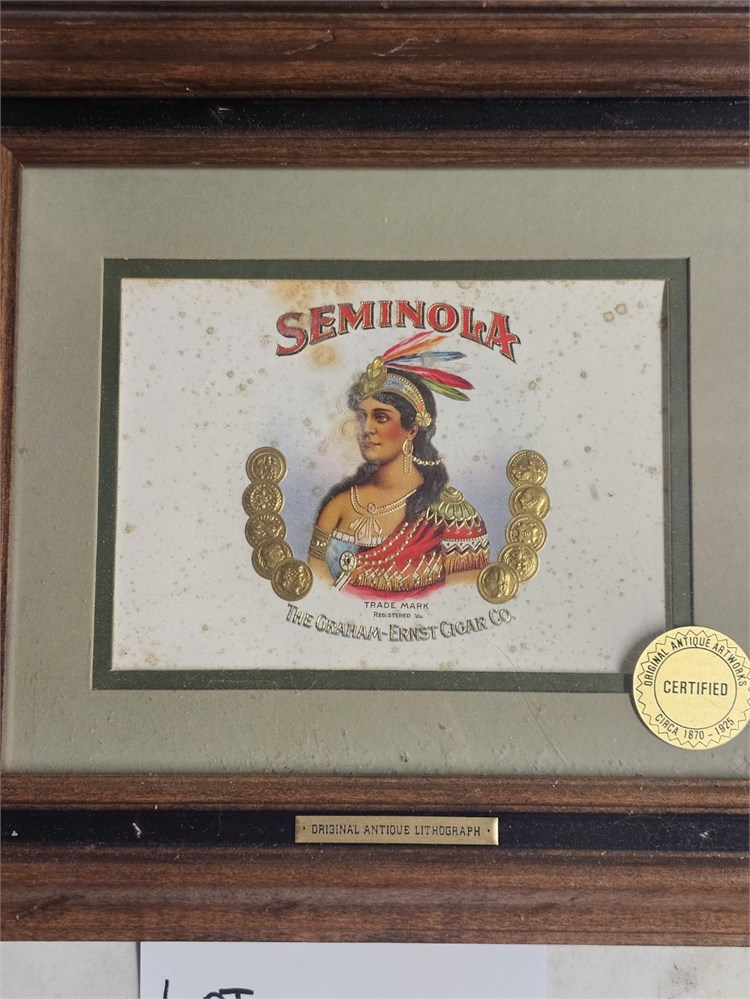 SEMINOLA
TRADE MARK
REGISTERED
THE GRAHAM-ERNST CIGAR CO.
ORIGINAL ANTIQUE ARTWORKS
CERTIFIED
CIRCA 1870 - 1925
· ORIGINAL ANTIQUE LITHOGRAPH ·
LOT